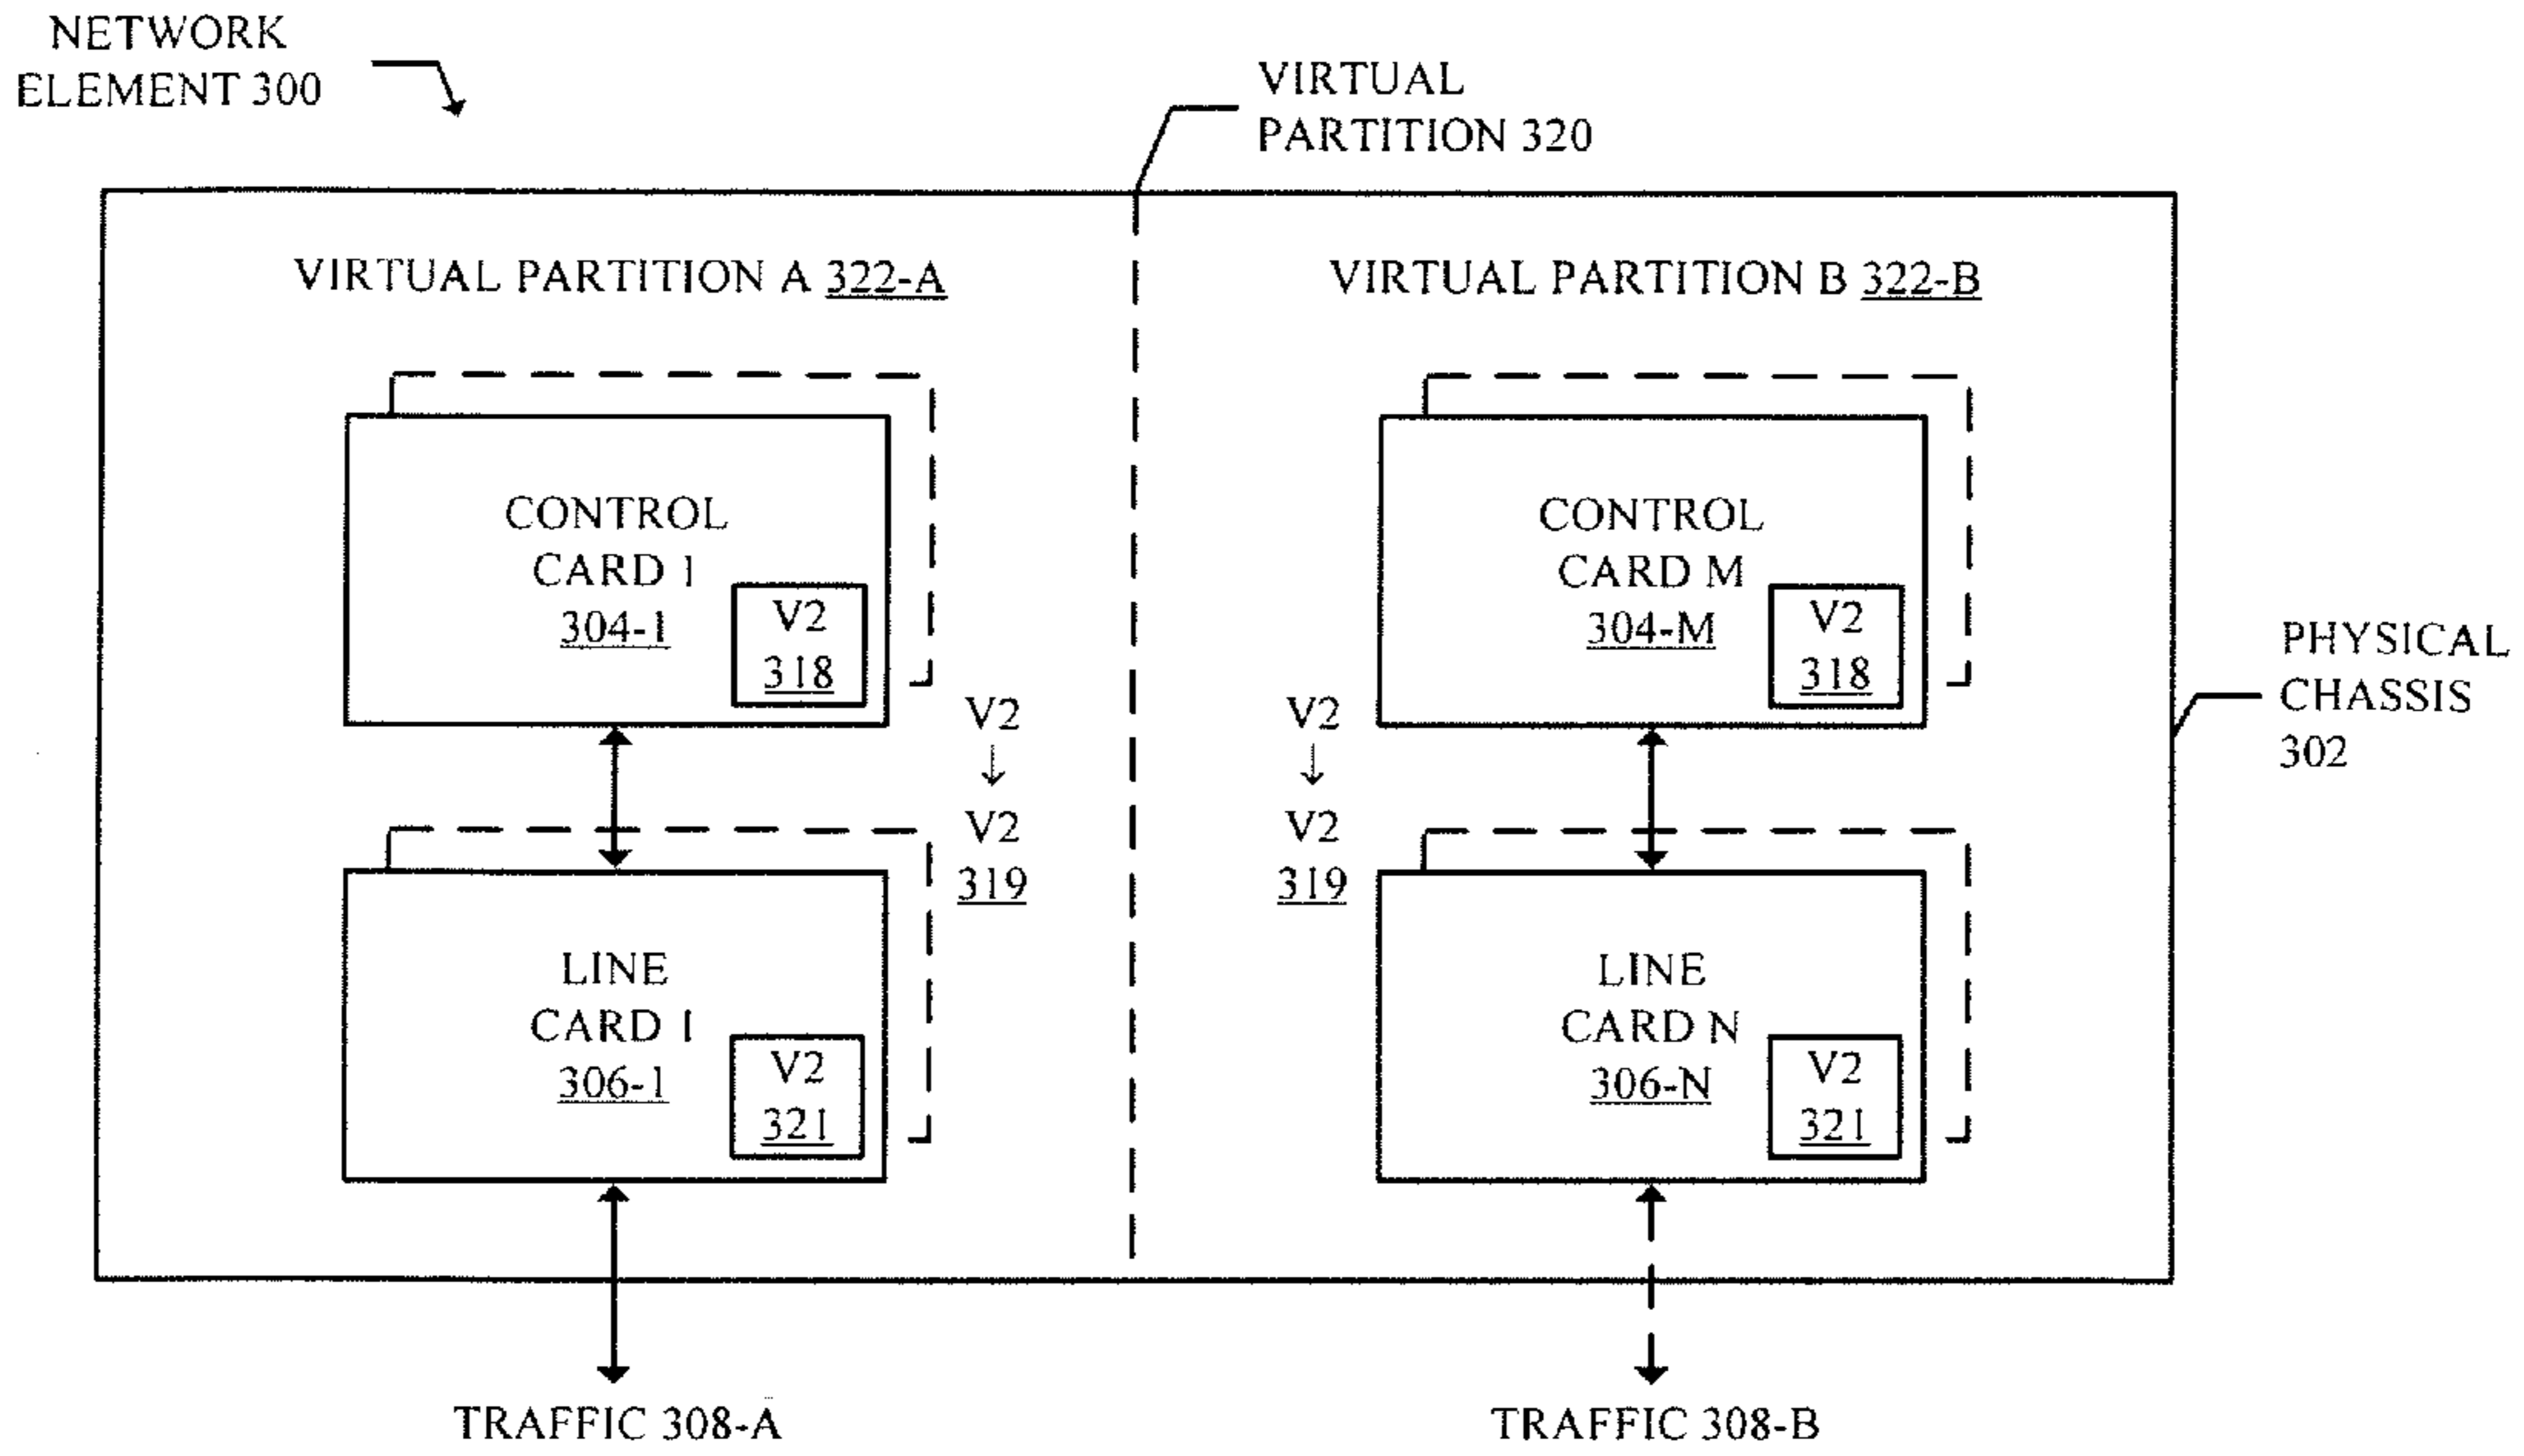 NETWORK
ELEMENT 300
VIRTUAL
PARTITION 320
VIRTUAL PARTITION A 322-A
VIRTUAL PARTITION B 322-B
CONTROL
CARD 1
304-1
V2
318
CONTROL
CARD M
304-M
V2
318
PHYSICAL
CHASSIS
302
V2
↓
V2
319
V2
↓
V2
319
LINE
CARD 1
306-1
V2
321
LINE
CARD N
306-N
V2
321
TRAFFIC 308-A
TRAFFIC 308-B